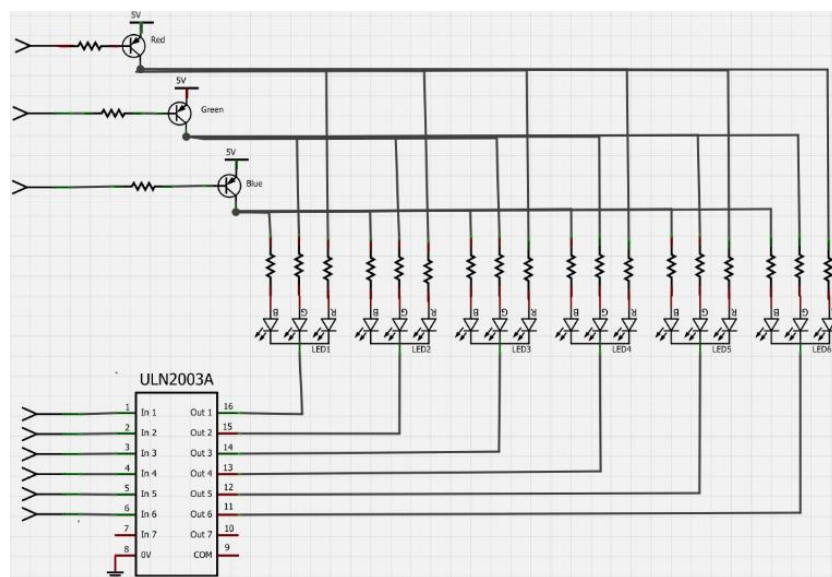 5V
Red
5V
Green
5V
Blue
B G R B G R B G R B G R B G R B G R
LED1 LED2 LED3 LED4 LED5 LED6
ULN2003A
1 In 1 Out 1 16
2 In 2 Out 2 15
3 In 3 Out 3 14
4 In 4 Out 4 13
5 In 5 Out 5 12
6 In 6 Out 6 11
7 In 7 Out 7 10
8 0V COM 9